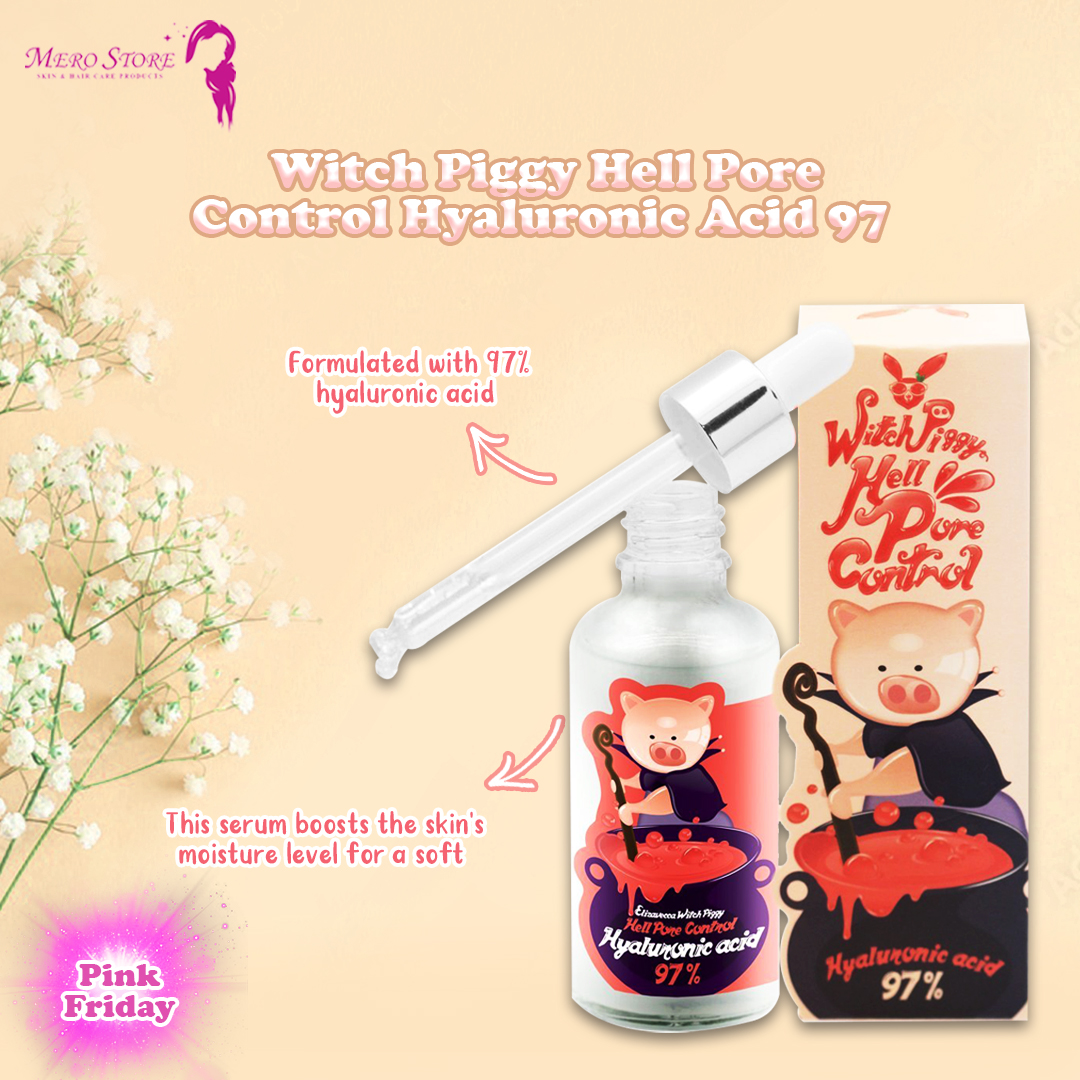 MERO STORE
SKIN & HAIR CARE PRODUCTS
Witch Piggy Hell Pore
Control Hyaluronic Acid 97
Formulated with 97%
hyaluronic acid
Witch Piggy
Hell
Pore
Control
This serum boosts the skin's
moisture level for a soft
Elizavecca Witch Piggy
Hell Pore Control
Hyaluronic acid
97%
Hyaluronic acid
97%
Pink
Friday